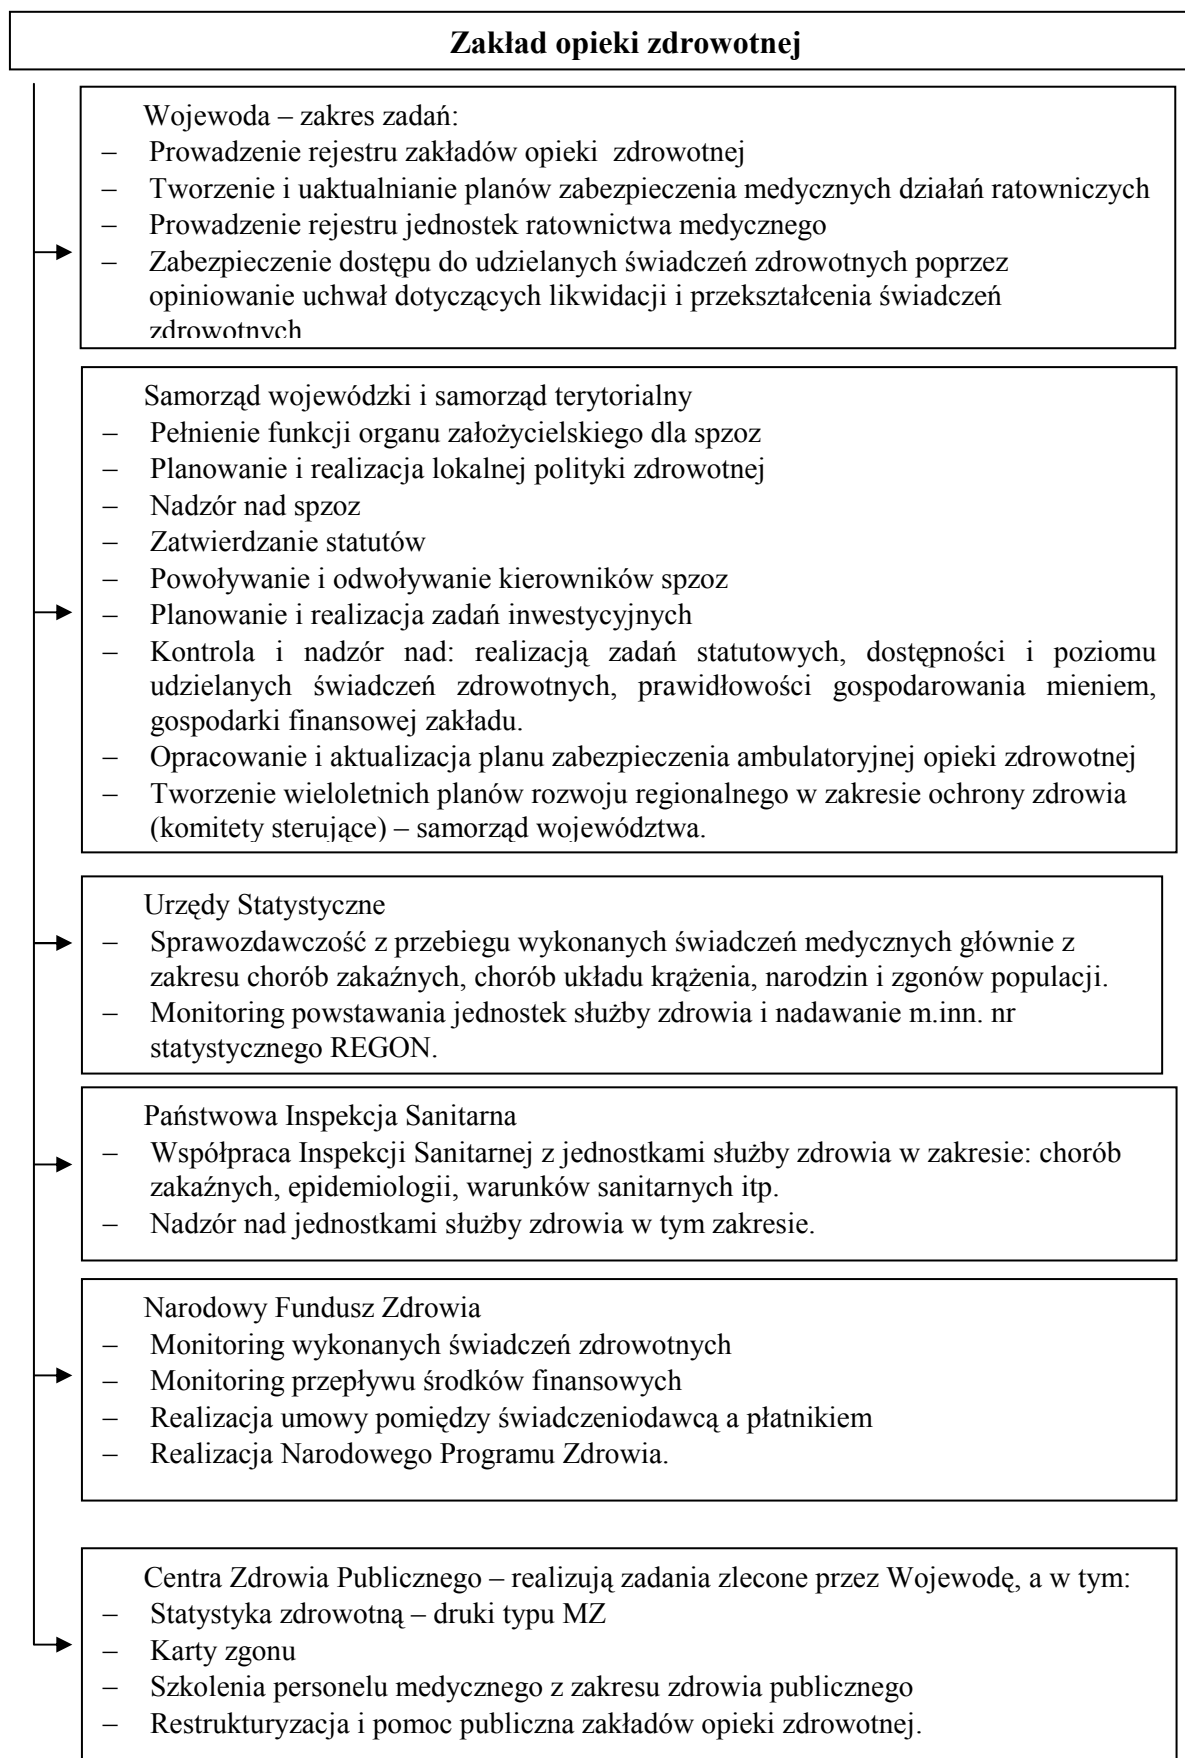 Zakład opieki zdrowotnej
Wojewoda – zakres zadań:
– Prowadzenie rejestru zakładów opieki zdrowotnej
– Tworzenie i uaktualnianie planów zabezpieczenia medycznych działań ratowniczych
– Prowadzenie rejestru jednostek ratownictwa medycznego
– Zabezpieczenie dostępu do udzielanych świadczeń zdrowotnych poprzez
opiniowanie uchwał dotyczących likwidacji i przekształcenia świadczeń
zdrowotnych
Samorząd wojewódzki i samorząd terytorialny
– Pełnienie funkcji organu założycielskiego dla spzoz
– Planowanie i realizacja lokalnej polityki zdrowotnej
– Nadzór nad spzoz
– Zatwierdzanie statutów
– Powoływanie i odwoływanie kierowników spzoz
– Planowanie i realizacja zadań inwestycyjnych
– Kontrola i nadzór nad: realizacją zadań statutowych, dostępności i poziomu
udzielanych świadczeń zdrowotnych, prawidłowości gospodarowania mieniem,
gospodarki finansowej zakładu.
– Opracowanie i aktualizacja planu zabezpieczenia ambulatoryjnej opieki zdrowotnej
– Tworzenie wieloletnich planów rozwoju regionalnego w zakresie ochrony zdrowia
(komitety sterujące) – samorząd województwa.
Urzędy Statystyczne
– Sprawozdawczość z przebiegu wykonanych świadczeń medycznych głównie z
zakresu chorób zakaźnych, chorób układu krążenia, narodzin i zgonów populacji.
– Monitoring powstawania jednostek służby zdrowia i nadawanie m.inn. nr
statystycznego REGON.
Państwowa Inspekcja Sanitarna
– Współpraca Inspekcji Sanitarnej z jednostkami służby zdrowia w zakresie: chorób
zakaźnych, epidemiologii, warunków sanitarnych itp.
– Nadzór nad jednostkami służby zdrowia w tym zakresie.
Narodowy Fundusz Zdrowia
– Monitoring wykonanych świadczeń zdrowotnych
– Monitoring przepływu środków finansowych
– Realizacja umowy pomiędzy świadczeniodawcą a płatnikiem
– Realizacja Narodowego Programu Zdrowia.
Centra Zdrowia Publicznego – realizują zadania zlecone przez Wojewodę, a w tym:
– Statystyka zdrowotną – druki typu MZ
– Karty zgonu
– Szkolenia personelu medycznego z zakresu zdrowia publicznego
– Restrukturyzacja i pomoc publiczna zakładów opieki zdrowotnej.